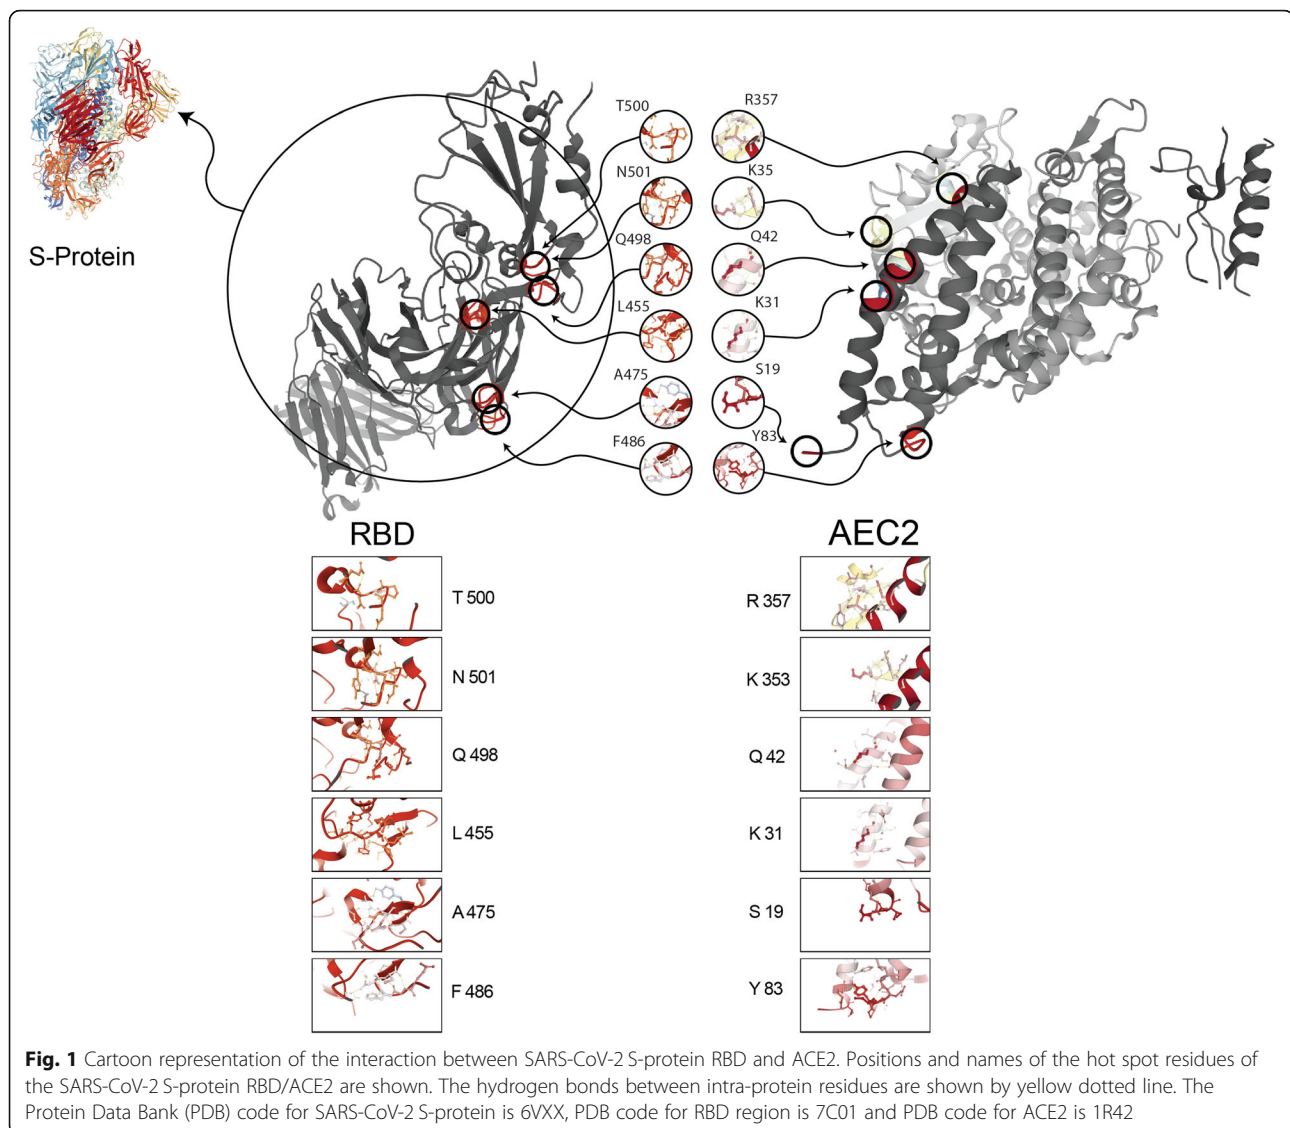 S-Protein
T500
N501
Q498
L455
A475
F486
R357
K35
Q42
K31
S19
Y83
RBD
T 500
N 501
Q 498
L 455
A 475
F 486
AEC2
R 357
K 353
Q 42
K 31
S 19
Y 83
Fig. 1 Cartoon representation of the interaction between SARS-CoV-2 S-protein RBD and ACE2. Positions and names of the hot spot residues of
the SARS-CoV-2 S-protein RBD/ACE2 are shown. The hydrogen bonds between intra-protein residues are shown by yellow dotted line. The
Protein Data Bank (PDB) code for SARS-CoV-2 S-protein is 6VXX, PDB code for RBD region is 7C01 and PDB code for ACE2 is 1R42